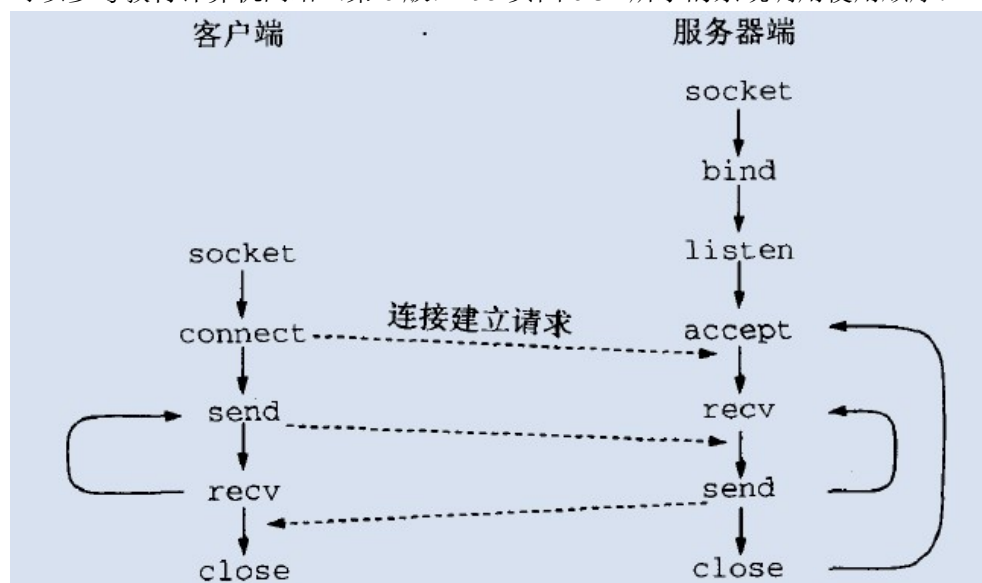 客户端 服务器端
socket
bind
socket listen
连接建立请求
connect accept
send recv
recv send
close close